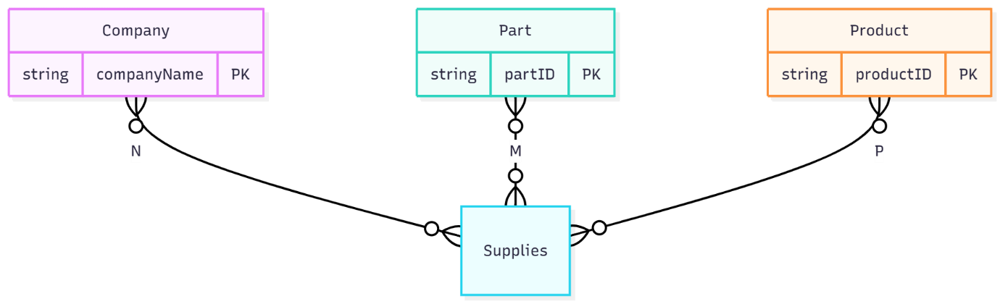 Company
string companyName PK
Part
string partID PK
Product
string productID PK
N
M
P
Supplies